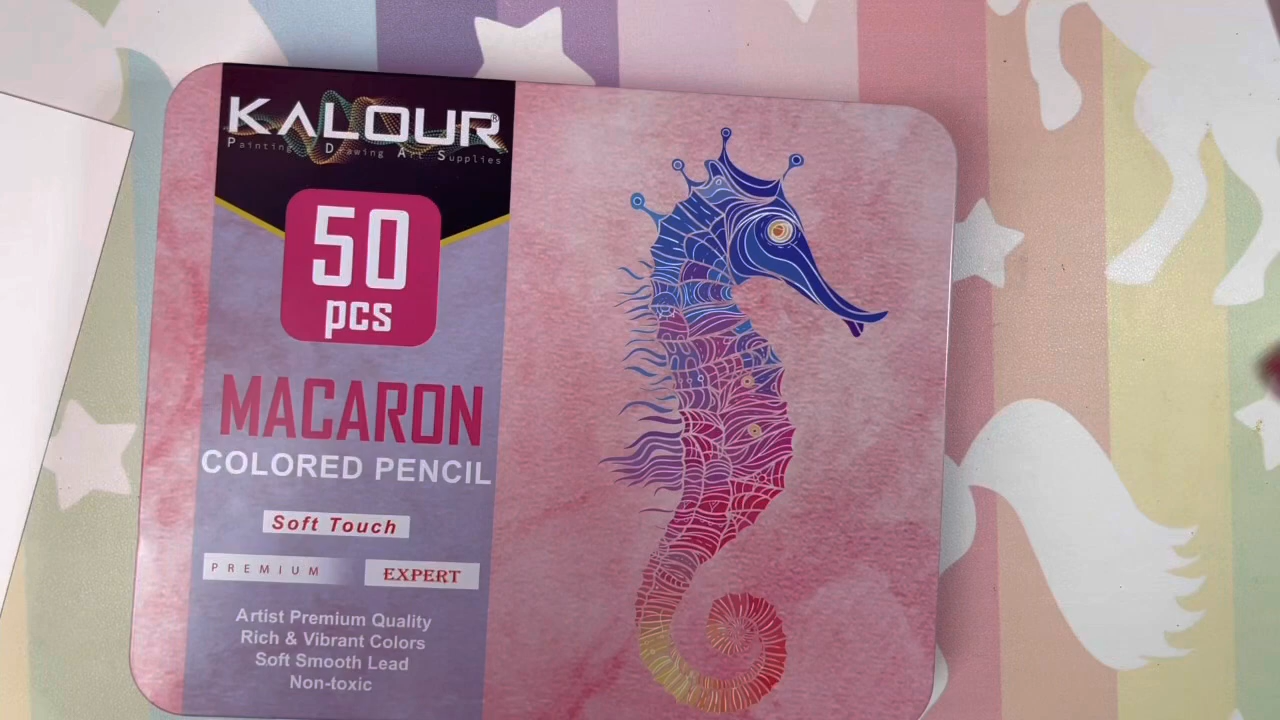 KALOUR®
Painting Drawing Art Supplies
50
pcs
MACARON
COLORED PENCIL
Soft Touch
PREMIUM
EXPERT
Artist Premium Quality
Rich & Vibrant Colors
Soft Smooth Lead
Non-toxic